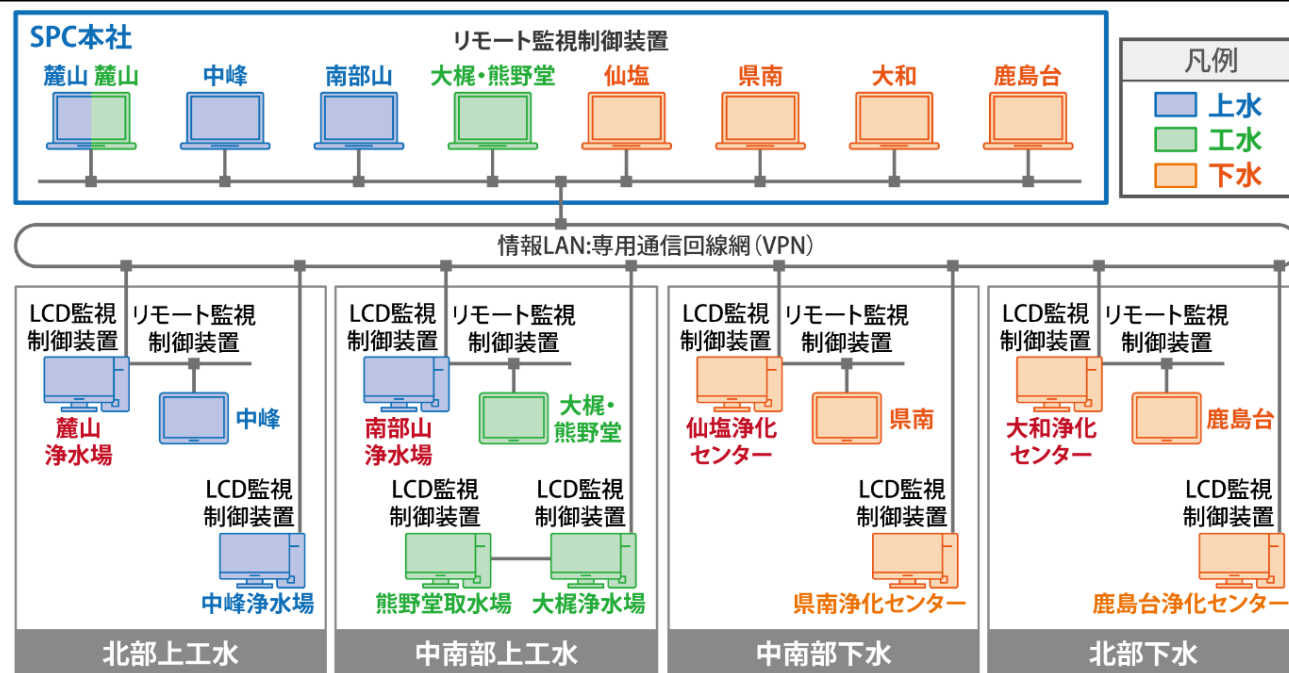 SPC本社
リモート監視制御装置
凡例
麓山 麓山
中峰
南部山
大梶・熊野堂
仙塩
県南
大和
鹿島台
上水
工水
下水
情報LAN:専用通信回線網(VPN)
LCD監視
制御装置
リモート監視
制御装置
麓山
浄水場
中峰
LCD監視
制御装置
中峰浄水場
北部上工水
LCD監視
制御装置
リモート監視
制御装置
南部山
浄水場
大梶・
熊野堂
LCD監視
制御装置
熊野堂取水場
LCD監視
制御装置
大梶浄水場
中南部上工水
LCD監視
制御装置
リモート監視
制御装置
仙塩浄化
センター
県南
LCD監視
制御装置
県南浄化センター
中南部下水
LCD監視
制御装置
リモート監視
制御装置
大和浄化
センター
鹿島台
LCD監視
制御装置
鹿島台浄化センター
北部下水